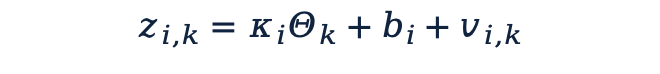 z_{i,k} = κ_iΘ_k + b_i + v_{i,k}